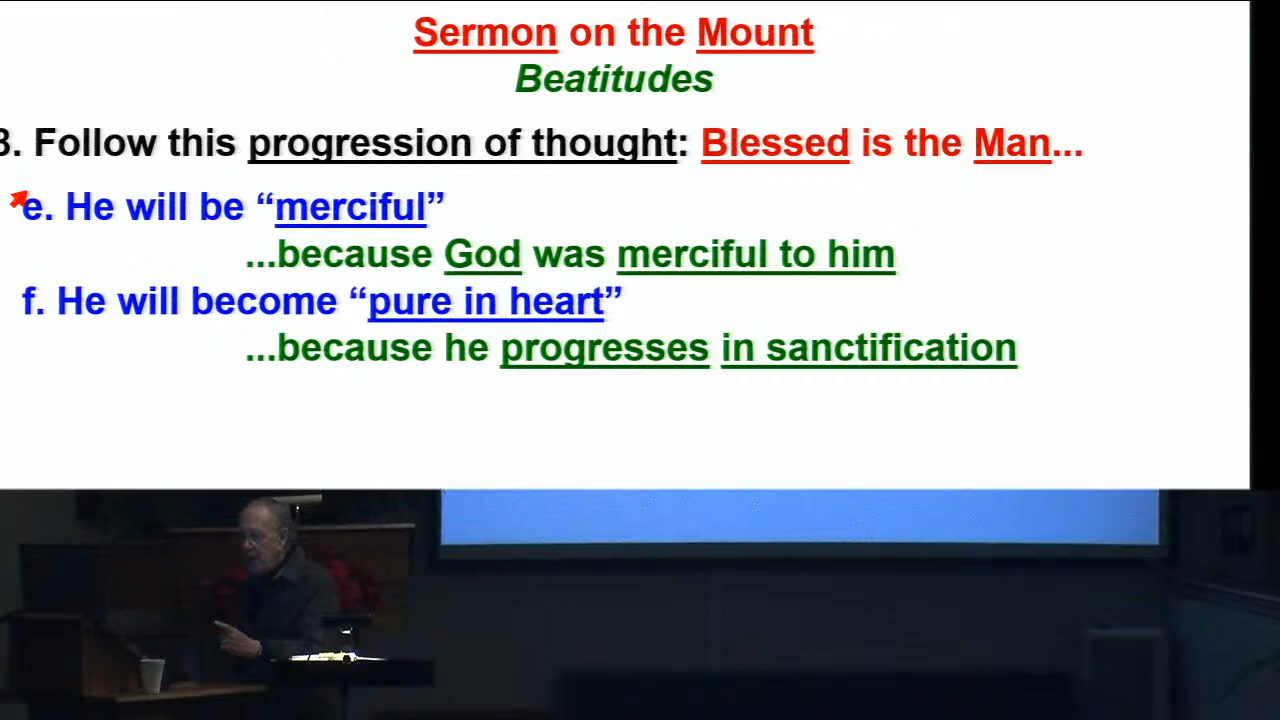 Sermon on the Mount
Beatitudes
3. Follow this progression of thought: Blessed is the Man...
e. He will be “merciful”
...because God was merciful to him
f. He will become “pure in heart”
...because he progresses in sanctification